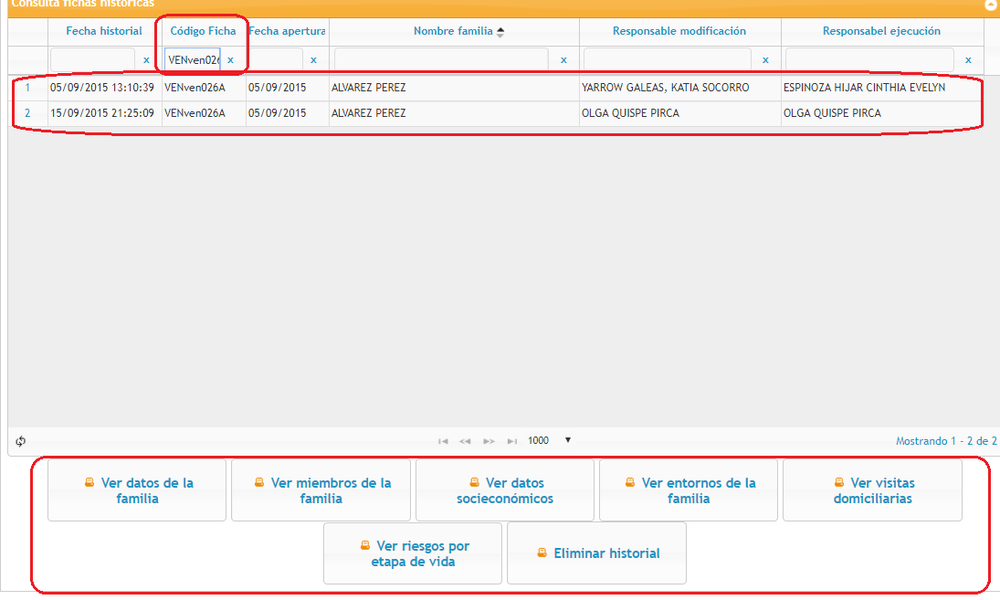 Consulta fichas históricas
Fecha historial Código Ficha Fecha apertura Nombre familia Responsable modificación Responsabel ejecución
x VENven026 x x x x x
1 05/09/2015 13:10:39 VENven026A 05/09/2015 ALVAREZ PEREZ YARROW GALEAS, KATIA SOCORRO ESPINOZA HIJAR CINTHIA EVELYN
2 15/09/2015 21:25:09 VENven026A 05/09/2015 ALVAREZ PEREZ OLGA QUISPE PIRCA OLGA QUISPE PIRCA
1000 Mostrando 1 - 2 de 2
Ver datos de la
familia
Ver miembros de la
familia
Ver datos
socieconómicos
Ver entornos de la
familia
Ver visitas
domiciliarias
Ver riesgos por
etapa de vida
Eliminar historial